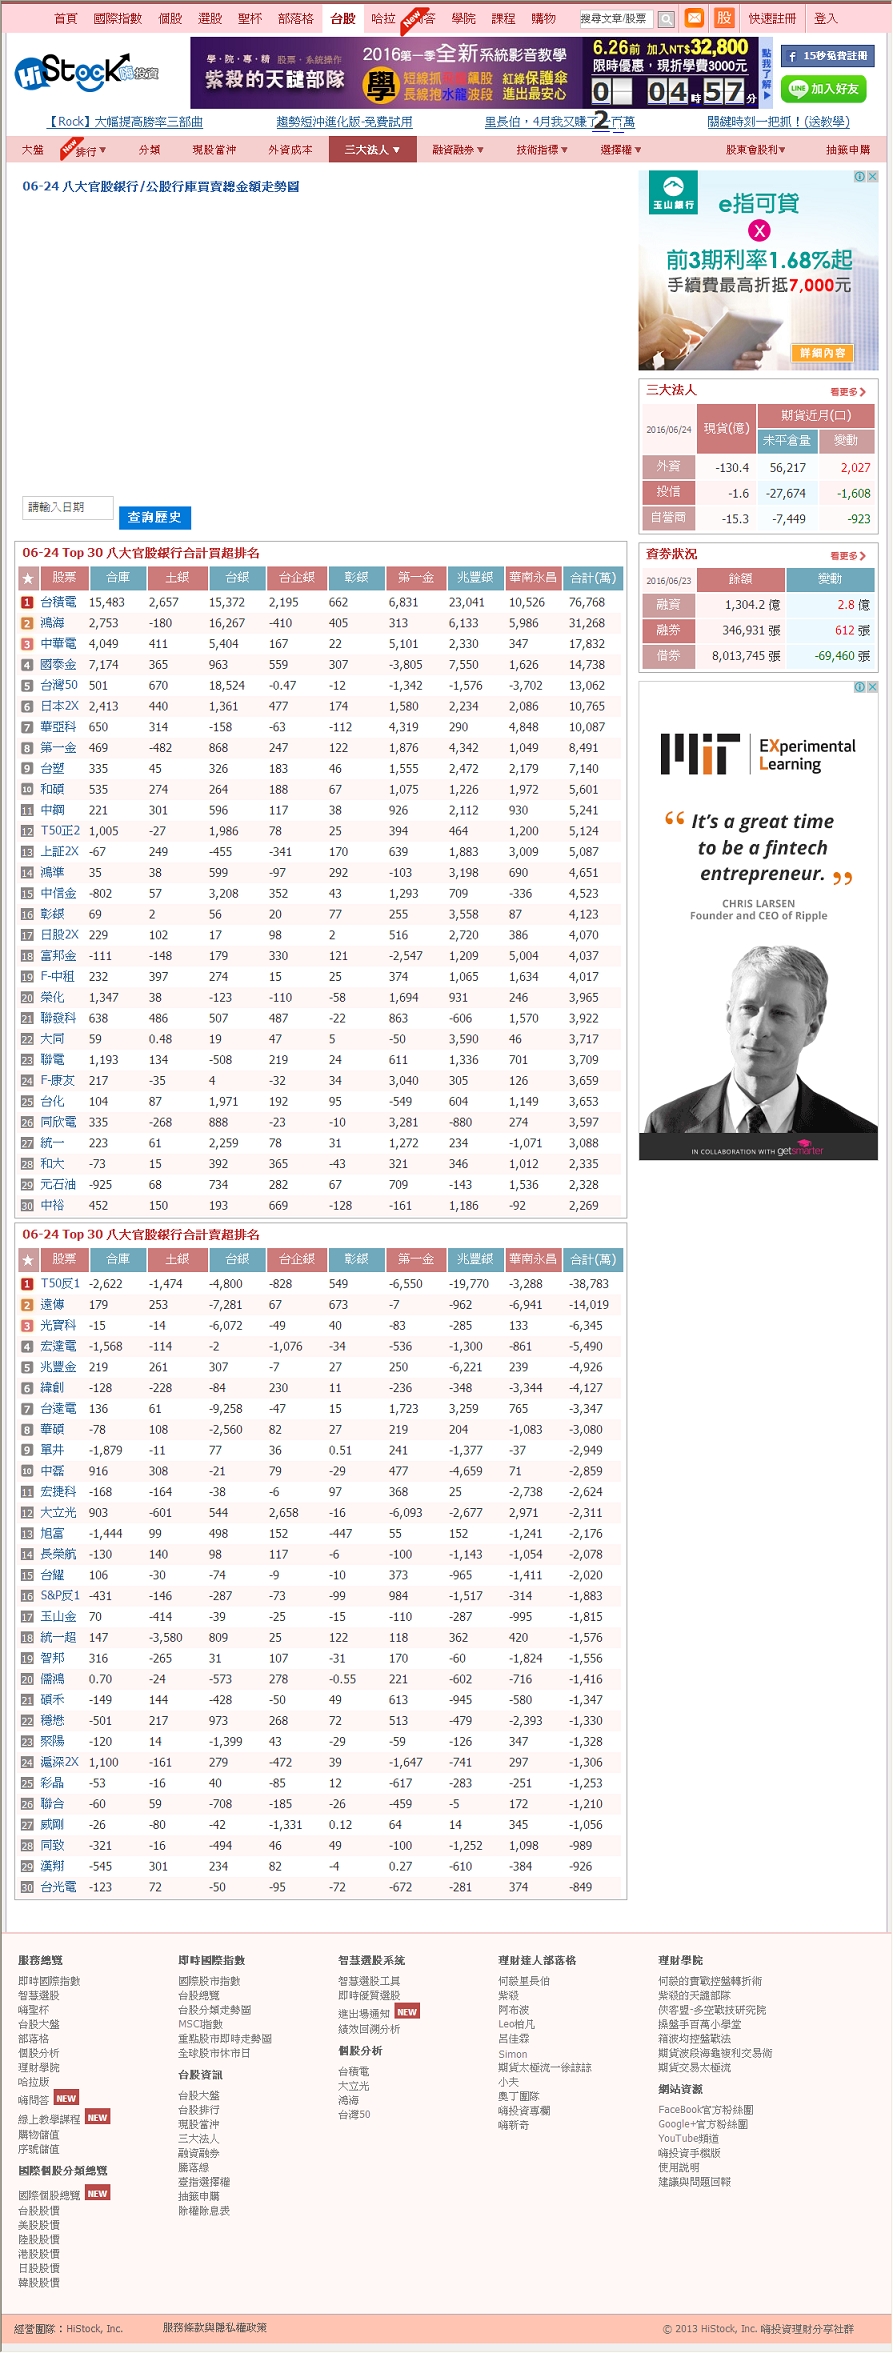 首頁 國際指數 個股 選股 聖杯 部落格 台股 哈拉 New 答 學院 課程 購物 搜尋文章/股票 股 快速註冊 登入
HiStock嗨投資
學·院·專·精 股票·系統操作
紫殺的天謎部隊
2016第一季全新系統影音教學
6.26前 加入NT$32,800
限時優惠，現折學費3000元
04時57分
點我了解
15秒免費註冊
LINE 加入好友
【Rock】大幅提高勝率三部曲 趨勢短沖進化版-免費試用 里長伯，4月我又賺了二百萬 關鍵時刻一把抓！(送教學)
大盤 New 排行▼ 分類 現股當沖 外資成本 三大法人▼ 融資融券▼ 技術指標▼ 選擇權▼ 股東會股利▼ 抽籤申購
06-24 八大官股銀行/公股行庫買賣總金額走勢圖
請輸入日期 查詢歷史
06-24 Top 30 八大官股銀行合計買超排名
★ 股票 合庫 土銀 台銀 台企銀 彰銀 第一金 兆豐銀 華南永昌 合計(萬)
1 台積電 15,483 2,657 15,372 2,195 662 6,831 23,041 10,526 76,768
2 鴻海 2,753 -180 16,267 -410 405 313 6,133 5,986 31,268
3 中華電 4,049 411 5,404 167 22 5,101 2,330 347 17,832
4 國泰金 7,174 365 963 559 307 -3,805 7,550 1,626 14,738
5 台灣50 501 670 18,524 -0.47 -12 -1,342 -1,576 -3,702 13,062
6 日本2X 2,413 440 1,361 477 174 1,580 2,234 2,086 10,765
7 華亞科 650 314 -158 -63 -112 4,319 290 4,848 10,087
8 第一金 469 -482 868 247 122 1,876 4,342 1,049 8,491
9 台塑 335 45 326 183 46 1,555 2,472 2,179 7,140
10 和碩 535 274 264 188 67 1,075 1,226 1,972 5,601
11 中鋼 221 301 596 117 38 926 2,112 930 5,241
12 T50正2 1,005 -27 1,986 78 25 394 464 1,200 5,124
13 上証2X -67 249 -455 -341 170 639 1,883 3,009 5,087
14 鴻準 35 38 599 -97 292 -103 3,198 690 4,651
15 中信金 -802 57 3,208 352 43 1,293 709 -336 4,523
16 彰銀 69 2 56 20 77 255 3,558 87 4,123
17 日股2X 229 102 17 98 2 516 2,720 386 4,070
18 富邦金 -111 -148 179 330 121 -2,547 1,209 5,004 4,037
19 F-中租 232 397 274 15 25 374 1,065 1,634 4,017
20 榮化 1,347 38 -123 -110 -58 1,694 931 246 3,965
21 聯發科 638 486 507 487 -22 863 -606 1,570 3,922
22 大同 59 0.48 19 47 5 -50 3,590 46 3,717
23 聯電 1,193 134 -508 219 24 611 1,336 701 3,709
24 F-康友 217 -35 4 -32 34 3,040 305 126 3,659
25 台化 104 87 1,971 192 95 -549 604 1,149 3,653
26 同欣電 335 -268 888 -23 -10 3,281 -880 274 3,597
27 統一 223 61 2,259 78 31 1,272 234 -1,071 3,088
28 和大 -73 15 392 365 -43 321 346 1,012 2,335
29 元石油 -925 68 734 282 67 709 -143 1,536 2,328
30 中裕 452 150 193 669 -128 -161 1,186 -92 2,269
06-24 Top 30 八大官股銀行合計賣超排名
★ 股票 合庫 土銀 台銀 台企銀 彰銀 第一金 兆豐銀 華南永昌 合計(萬)
1 T50反1 -2,622 -1,474 -4,800 -828 549 -6,550 -19,770 -3,288 -38,783
2 遠傳 179 253 -7,281 67 673 -7 -962 -6,941 -14,019
3 光寶科 -15 -14 -6,072 -49 40 -83 -285 133 -6,345
4 宏達電 -1,568 -114 -2 -1,076 -34 -536 -1,300 -861 -5,490
5 兆豐金 219 261 307 -7 27 250 -6,221 239 -4,926
6 緯創 -128 -228 -84 230 11 -236 -348 -3,344 -4,127
7 台達電 136 61 -9,258 -47 15 1,723 3,259 765 -3,347
8 華碩 -78 108 -2,560 82 27 219 204 -1,083 -3,080
9 單井 -1,879 -11 77 36 0.51 241 -1,377 -37 -2,949
10 中磊 916 308 -21 79 -29 477 -4,659 71 -2,859
11 宏捷科 -168 -164 -38 -6 97 368 25 -2,738 -2,624
12 大立光 903 -601 544 2,658 -16 -6,093 -2,677 2,971 -2,311
13 旭富 -1,444 99 498 152 -447 55 152 -1,241 -2,176
14 長榮航 -130 140 98 117 -6 -100 -1,143 -1,054 -2,078
15 台耀 106 -30 -74 -9 -10 373 -965 -1,411 -2,020
16 S&P反1 -431 -146 -287 -73 -99 984 -1,517 -314 -1,883
17 玉山金 70 -414 -39 -25 -15 -110 -287 -995 -1,815
18 統一超 147 -3,580 809 25 122 118 362 420 -1,576
19 智邦 316 -265 31 107 -31 170 -60 -1,824 -1,556
20 儒鴻 0.70 -24 -573 278 -0.55 221 -602 -716 -1,416
21 碩禾 -149 144 -428 -50 49 613 -945 -580 -1,347
22 穩懋 -501 217 973 268 72 513 -479 -2,393 -1,330
23 來陽 -120 14 -1,399 43 -29 -59 -126 347 -1,328
24 滬深2X 1,100 -161 279 -472 39 -1,647 -741 297 -1,306
25 彩晶 -53 -16 40 -85 12 -617 -283 -251 -1,253
26 聯合 -60 59 -708 -185 -26 -459 -5 172 -1,210
27 威剛 -26 -80 -42 -1,331 0.12 64 14 345 -1,056
28 同致 -321 -16 -494 46 49 -100 -1,252 1,098 -989
29 漢翔 -545 301 234 82 -4 0.27 -610 -384 -926
30 台光電 -123 72 -50 -95 -72 -672 -281 374 -849
玉山銀行
e指可貸
X
前3期利率1.68%起
手續費最高折抵7,000元
詳細內容
三大法人 看更多
2016/06/24 現貨(億) 期貨近月(口)
未平倉量 變動
外資 -130.4 56,217 2,027
投信 -1.6 -27,674 -1,608
自營商 -15.3 -7,449 -923
資券狀況 看更多
2016/06/23 餘額 變動
融資 1,304.2 億 2.8 億
融券 346,931 張 612 張
借券 8,013,745 張 -69,460 張
MIT EXperimental
Learning
“It’s a great time
to be a fintech
entrepreneur.”
CHRIS LARSEN
Founder and CEO of Ripple
IN COLLABORATION WITH getsmarter
服務總覽
即時國際指數
智慧選股
嗨聖杯
台股大盤
部落格
個股分析
理財學院
哈拉版
嗨問答 NEW
線上教學課程 NEW
購物儲值
序號儲值
國際個股分類總覽
國際個股總覽 NEW
台股股價
美股股價
陸股股價
港股股價
日股股價
韓股股價
即時國際指數
國際股市指數
台股總覽
台股分類走勢圖
MSCI指數
重點股市即時走勢圖
全球股市休市日
台股資訊
台股大盤
台股排行
現股當沖
三大法人
融資融券
騰落線
臺指選擇權
抽籤申購
除權除息表
智慧選股系統
智慧選股工具
即時優質選股
進出場通知 NEW
績效回溯分析
個股分析
台積電
大立光
鴻海
台灣50
理財達人部落格
何毅里長伯
紫殺
阿布波
Leo柏凡
呂佳霖
Simon
期貨太極流一徐諒諒
小夫
奧丁團隊
嗨投資專欄
嗨新奇
理財學院
何毅的實戰控盤轉折術
紫殺的天謎部隊
俠客盟-多空戰技研究院
操盤手百萬小學堂
箱波均控盤戰法
期貨波段海龜複利交易術
期貨交易太極流
網站資源
FaceBook官方粉絲團
Google+官方粉絲團
YouTube頻道
嗨投資手機版
使用說明
建議與問題回報
經營團隊：HiStock, Inc. 服務條款與隱私權政策 © 2013 HiStock, Inc. 嗨投資理財分享社群